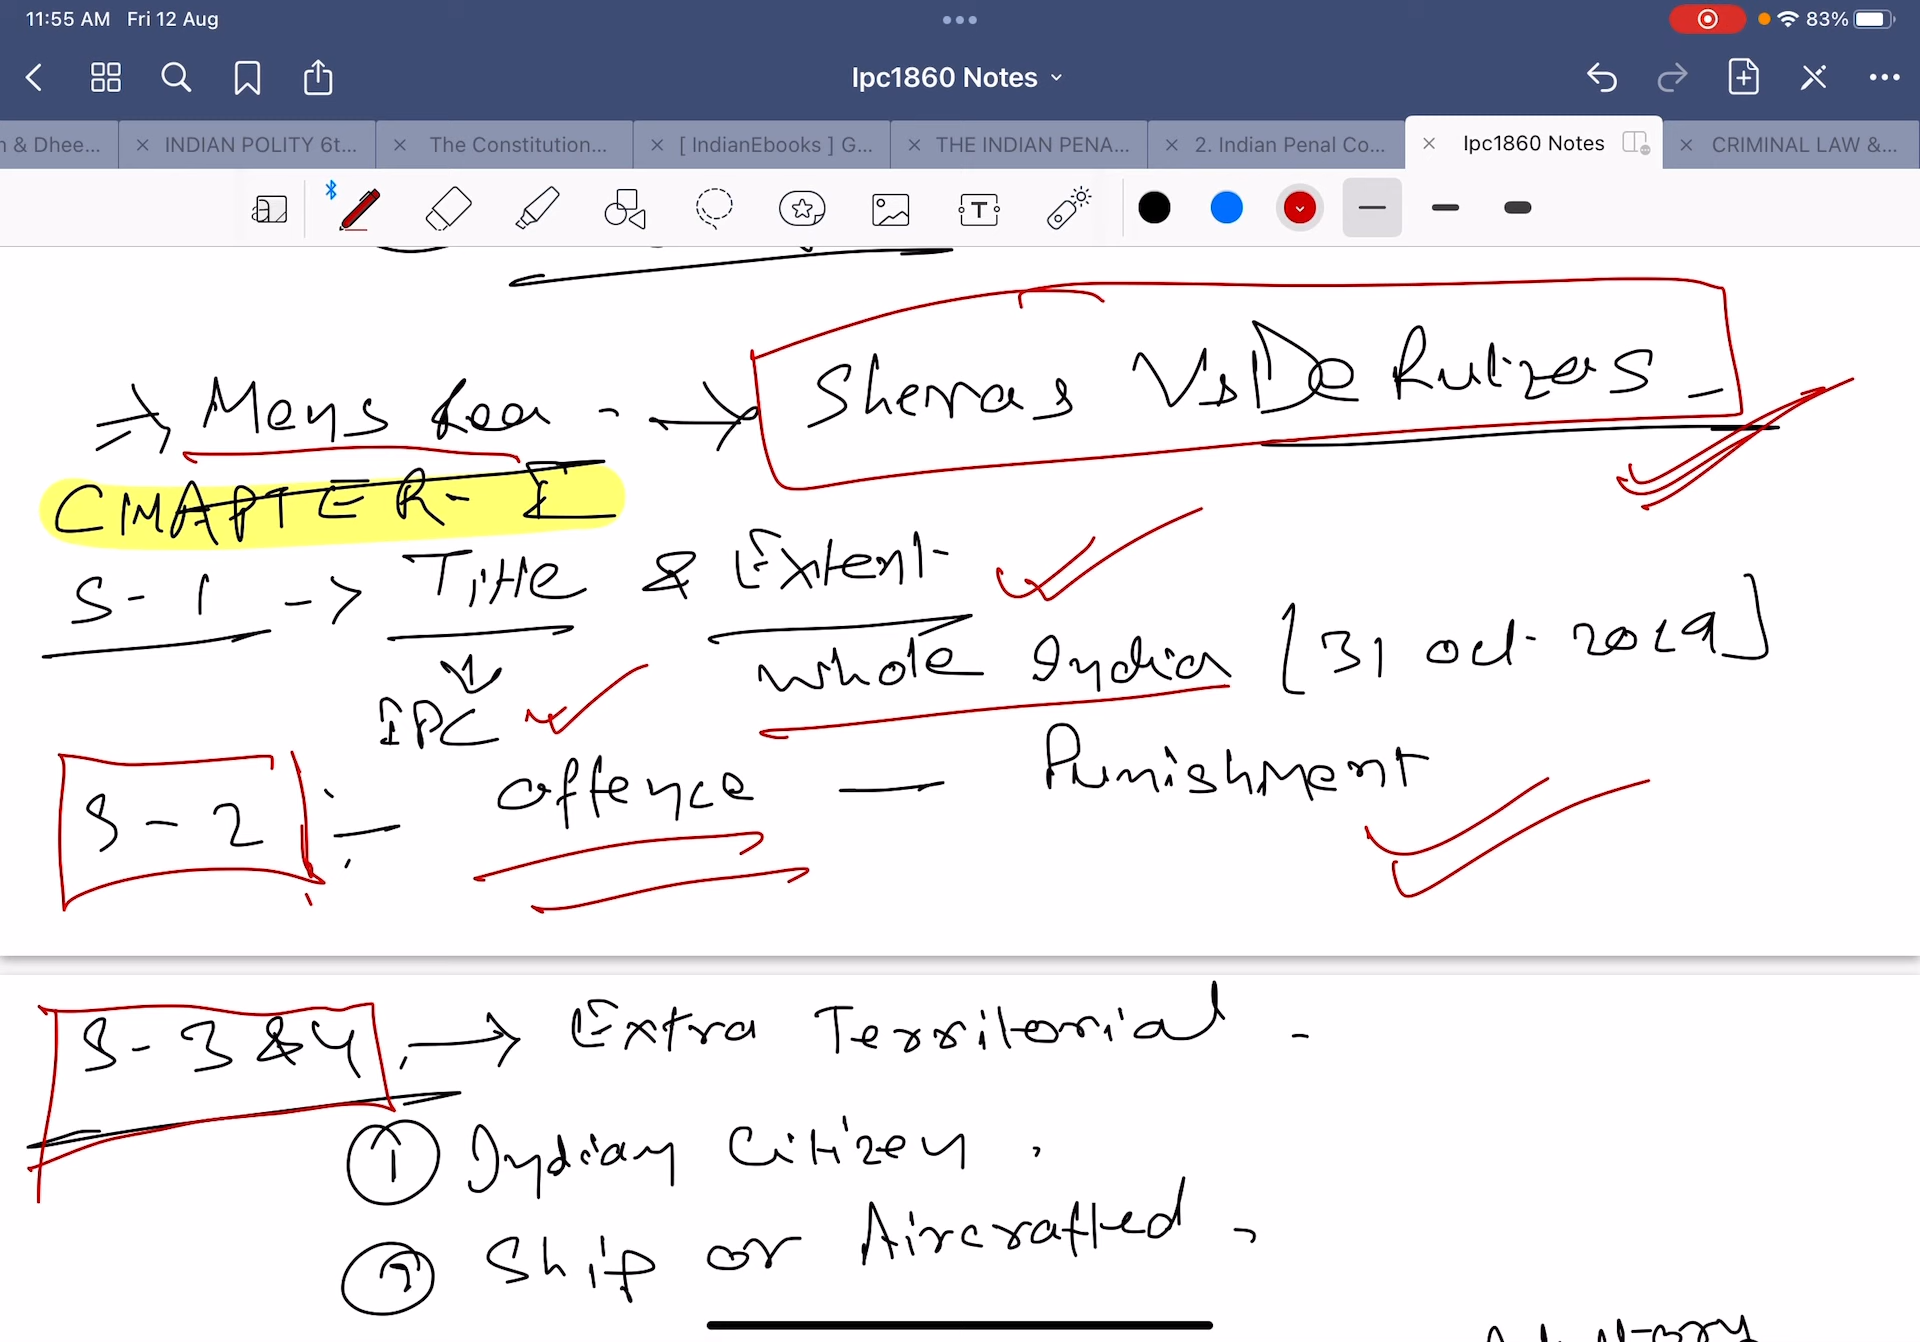 11:55 AM Fri 12 Aug
83%
Ipc1860 Notes
n & Dhee...
INDIAN POLITY 6t...
The Constitution...
[ IndianEbooks ] G...
THE INDIAN PENA...
2. Indian Penal Co...
Ipc1860 Notes
CRIMINAL LAW &...
⇒ Mens Rea - → Sherras Vs De Rutzers -
CHAPTER - I
S-1 -> Title & Extent
IPC whole India [31 oct 2019]
S-2 :- offence — Punishment
S-3 & 4 → Extra Territorial -
① Indian Citizen .
② Ship or Aircrafted ,